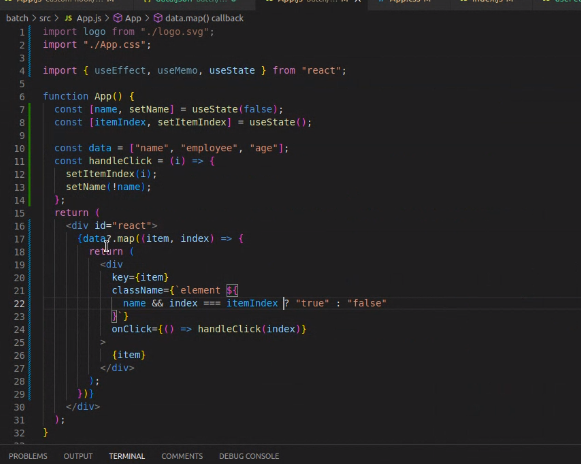 batch > src > JS App.js > App > data.map() callback
1 import logo from "./logo.svg";
2 import "./App.css";
3
4 import { useEffect, useMemo, useState } from "react";
5
6 function App() {
7 const [name, setName] = useState(false);
8 const [itemIndex, setItemIndex] = useState();
9
10 const data = ["name", "employee", "age"];
11 const handleClick = (i) => {
12 setItemIndex(i);
13 setName(!name);
14 };
15 return (
16 <div id="react">
17 {data?.map((item, index) => {
18 return (
19 <div
20 key={item}
21 className={`element ${
22 name && index === itemIndex ? "true" : "false"
23 }`}
24 onClick={() => handleClick(index)}
25 >
26 {item}
27 </div>
28 );
29 })}
30 </div>
31 );
32 }
PROBLEMS OUTPUT TERMINAL COMMENTS DEBUG CONSOLE